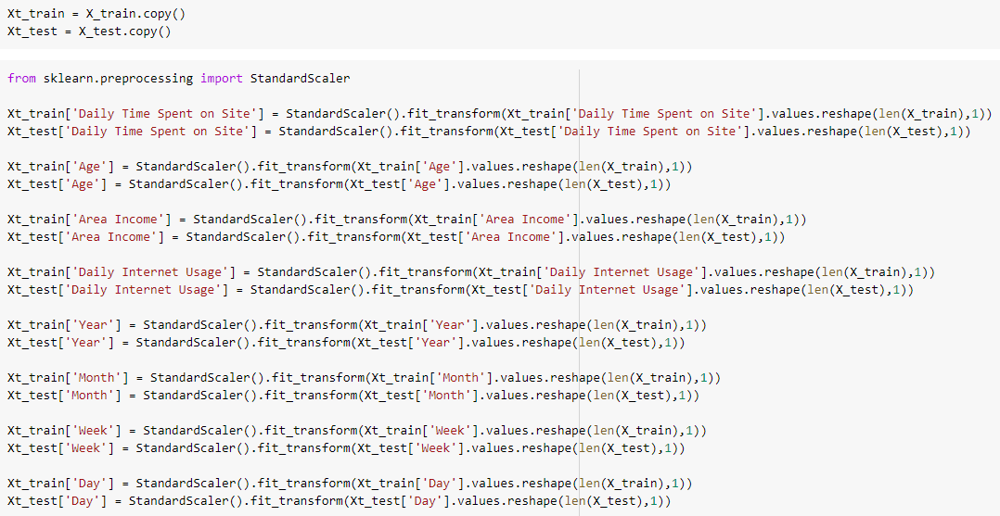 Xt_train = X_train.copy()
Xt_test = X_test.copy()
from sklearn.preprocessing import StandardScaler
Xt_train['Daily Time Spent on Site'] = StandardScaler().fit_transform(Xt_train['Daily Time Spent on Site'].values.reshape(len(X_train),1))
Xt_test['Daily Time Spent on Site'] = StandardScaler().fit_transform(Xt_test['Daily Time Spent on Site'].values.reshape(len(X_test),1))
Xt_train['Age'] = StandardScaler().fit_transform(Xt_train['Age'].values.reshape(len(X_train),1))
Xt_test['Age'] = StandardScaler().fit_transform(Xt_test['Age'].values.reshape(len(X_test),1))
Xt_train['Area Income'] = StandardScaler().fit_transform(Xt_train['Area Income'].values.reshape(len(X_train),1))
Xt_test['Area Income'] = StandardScaler().fit_transform(Xt_test['Area Income'].values.reshape(len(X_test),1))
Xt_train['Daily Internet Usage'] = StandardScaler().fit_transform(Xt_train['Daily Internet Usage'].values.reshape(len(X_train),1))
Xt_test['Daily Internet Usage'] = StandardScaler().fit_transform(Xt_test['Daily Internet Usage'].values.reshape(len(X_test),1))
Xt_train['Year'] = StandardScaler().fit_transform(Xt_train['Year'].values.reshape(len(X_train),1))
Xt_test['Year'] = StandardScaler().fit_transform(Xt_test['Year'].values.reshape(len(X_test),1))
Xt_train['Month'] = StandardScaler().fit_transform(Xt_train['Month'].values.reshape(len(X_train),1))
Xt_test['Month'] = StandardScaler().fit_transform(Xt_test['Month'].values.reshape(len(X_test),1))
Xt_train['Week'] = StandardScaler().fit_transform(Xt_train['Week'].values.reshape(len(X_train),1))
Xt_test['Week'] = StandardScaler().fit_transform(Xt_test['Week'].values.reshape(len(X_test),1))
Xt_train['Day'] = StandardScaler().fit_transform(Xt_train['Day'].values.reshape(len(X_train),1))
Xt_test['Day'] = StandardScaler().fit_transform(Xt_test['Day'].values.reshape(len(X_test),1))